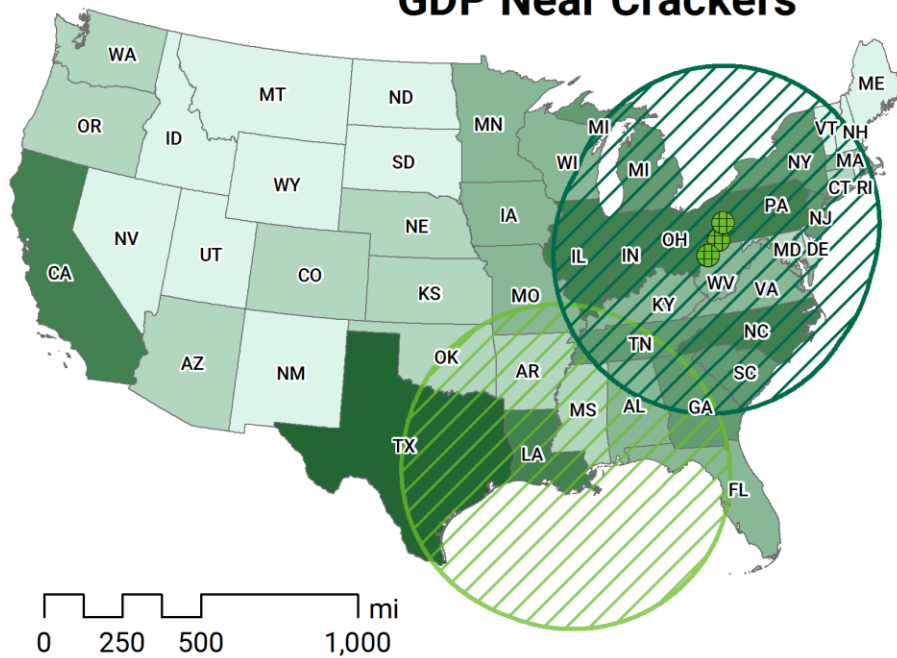 GDP Near Crackers
WA
MT
ND
MN
ME
OR
ID
SD
WI
MI
MI
VT
NH
NY
MA
CT
RI
WY
IA
PA
NJ
NE
NV
UT
CO
IL
IN
OH
MD
DE
WV
VA
CA
KS
MO
KY
AZ
NM
OK
AR
TN
NC
SC
MS
AL
GA
TX
LA
FL
mi
0 250 500 1,000